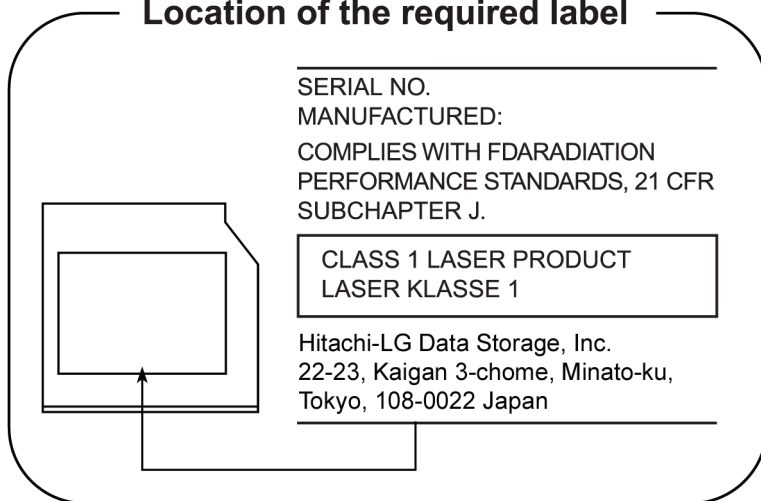 Location of the required label
SERIAL NO.
MANUFACTURED:
COMPLIES WITH FDARADIATION
PERFORMANCE STANDARDS, 21 CFR
SUBCHAPTER J.
CLASS 1 LASER PRODUCT
LASER KLASSE 1
Hitachi-LG Data Storage, Inc.
22-23, Kaigan 3-chome, Minato-ku,
Tokyo, 108-0022 Japan